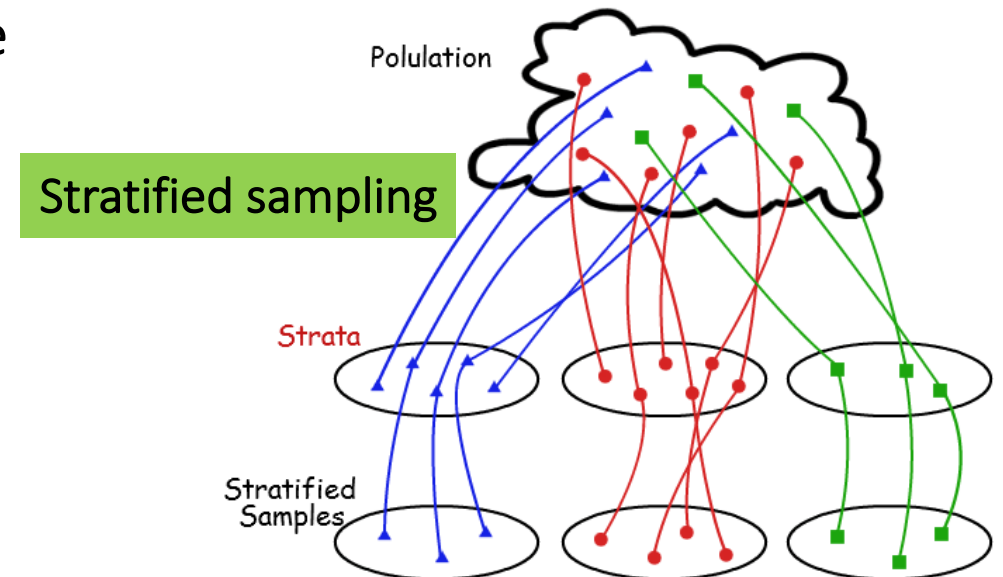 e
Polulation
Stratified sampling
Strata
Stratified
Samples